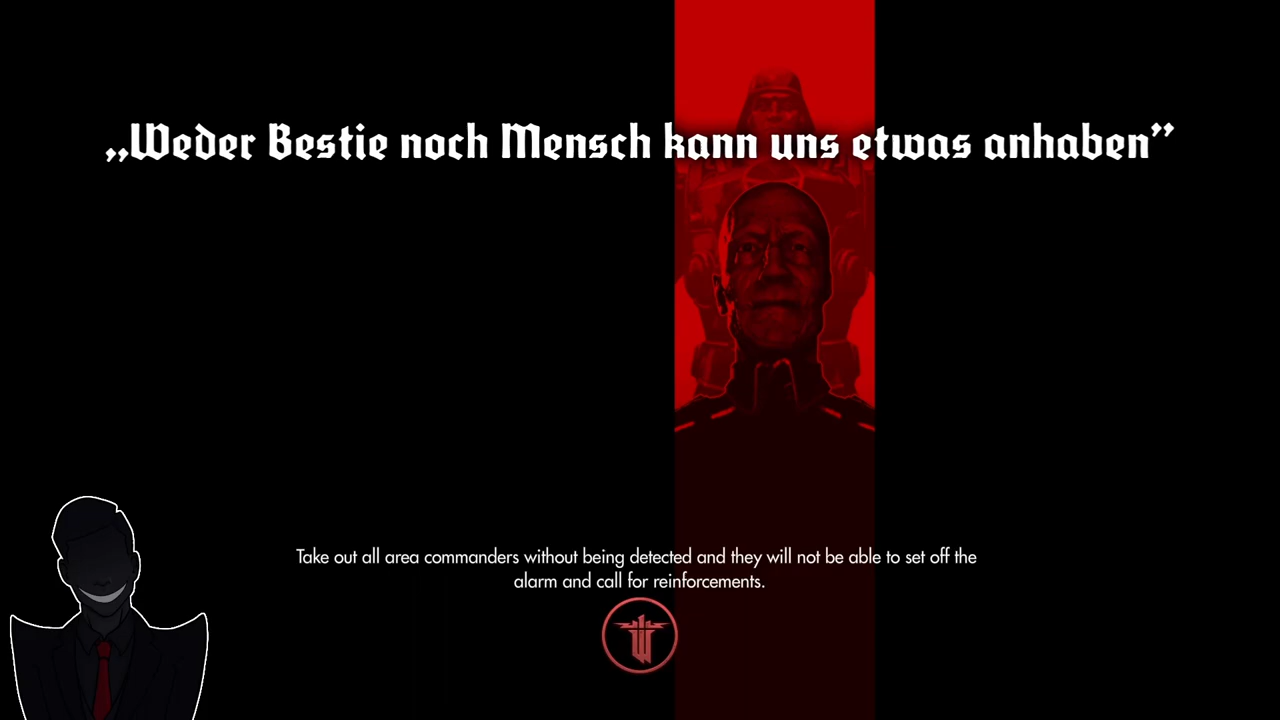 „Weder Bestie noch Mensch kann uns etwas anhaben”
Take out all area commanders without being detected and they will not be able to set off the
alarm and call for reinforcements.